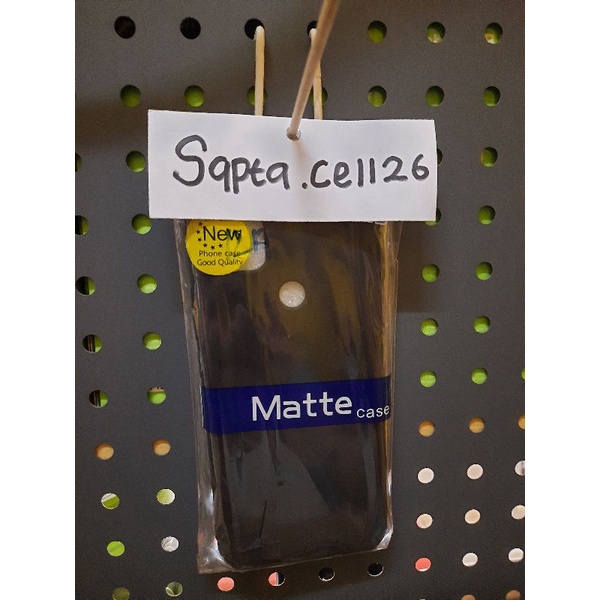 Sapta.cell26
New
Phone case
Good Quality
Matte case